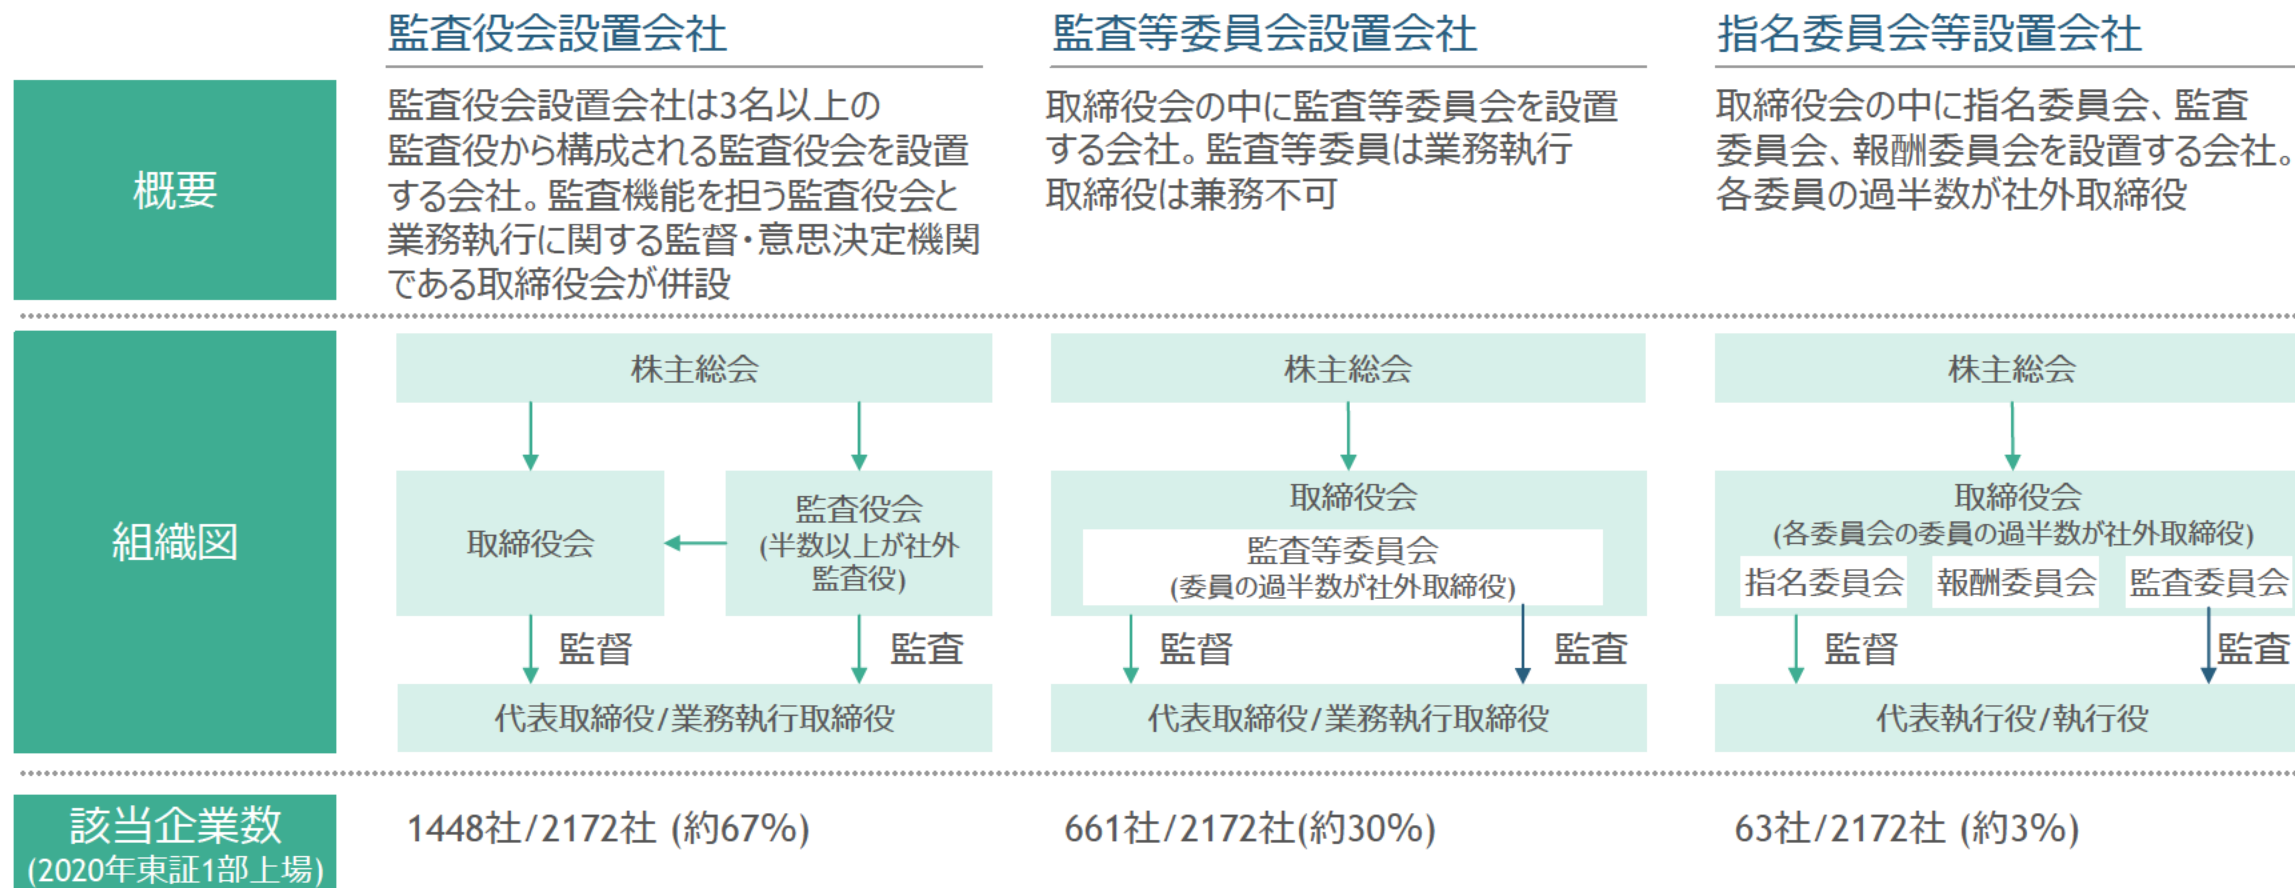 監査役会設置会社
監査等委員会設置会社
指名委員会等設置会社
概要
監査役会設置会社は3名以上の
監査役から構成される監査役会を設置
する会社。監査機能を担う監査役会と
業務執行に関する監督・意思決定機関
である取締役会が併設
取締役会の中に監査等委員会を設置
する会社。監査等委員は業務執行
取締役は兼務不可
取締役会の中に指名委員会、監査
委員会、報酬委員会を設置する会社。
各委員の過半数が社外取締役
組織図
株主総会
取締役会
監査役会
(半数以上が社外
監査役)
監督
監査
代表取締役/業務執行取締役
株主総会
取締役会
監査等委員会
(委員の過半数が社外取締役)
監督
監査
代表取締役/業務執行取締役
株主総会
取締役会
(各委員会の委員の過半数が社外取締役)
指名委員会
報酬委員会
監査委員会
監督
監査
代表執行役/執行役
該当企業数
(2020年東証1部上場)
1448社/2172社 (約67%)
661社/2172社(約30%)
63社/2172社 (約3%)